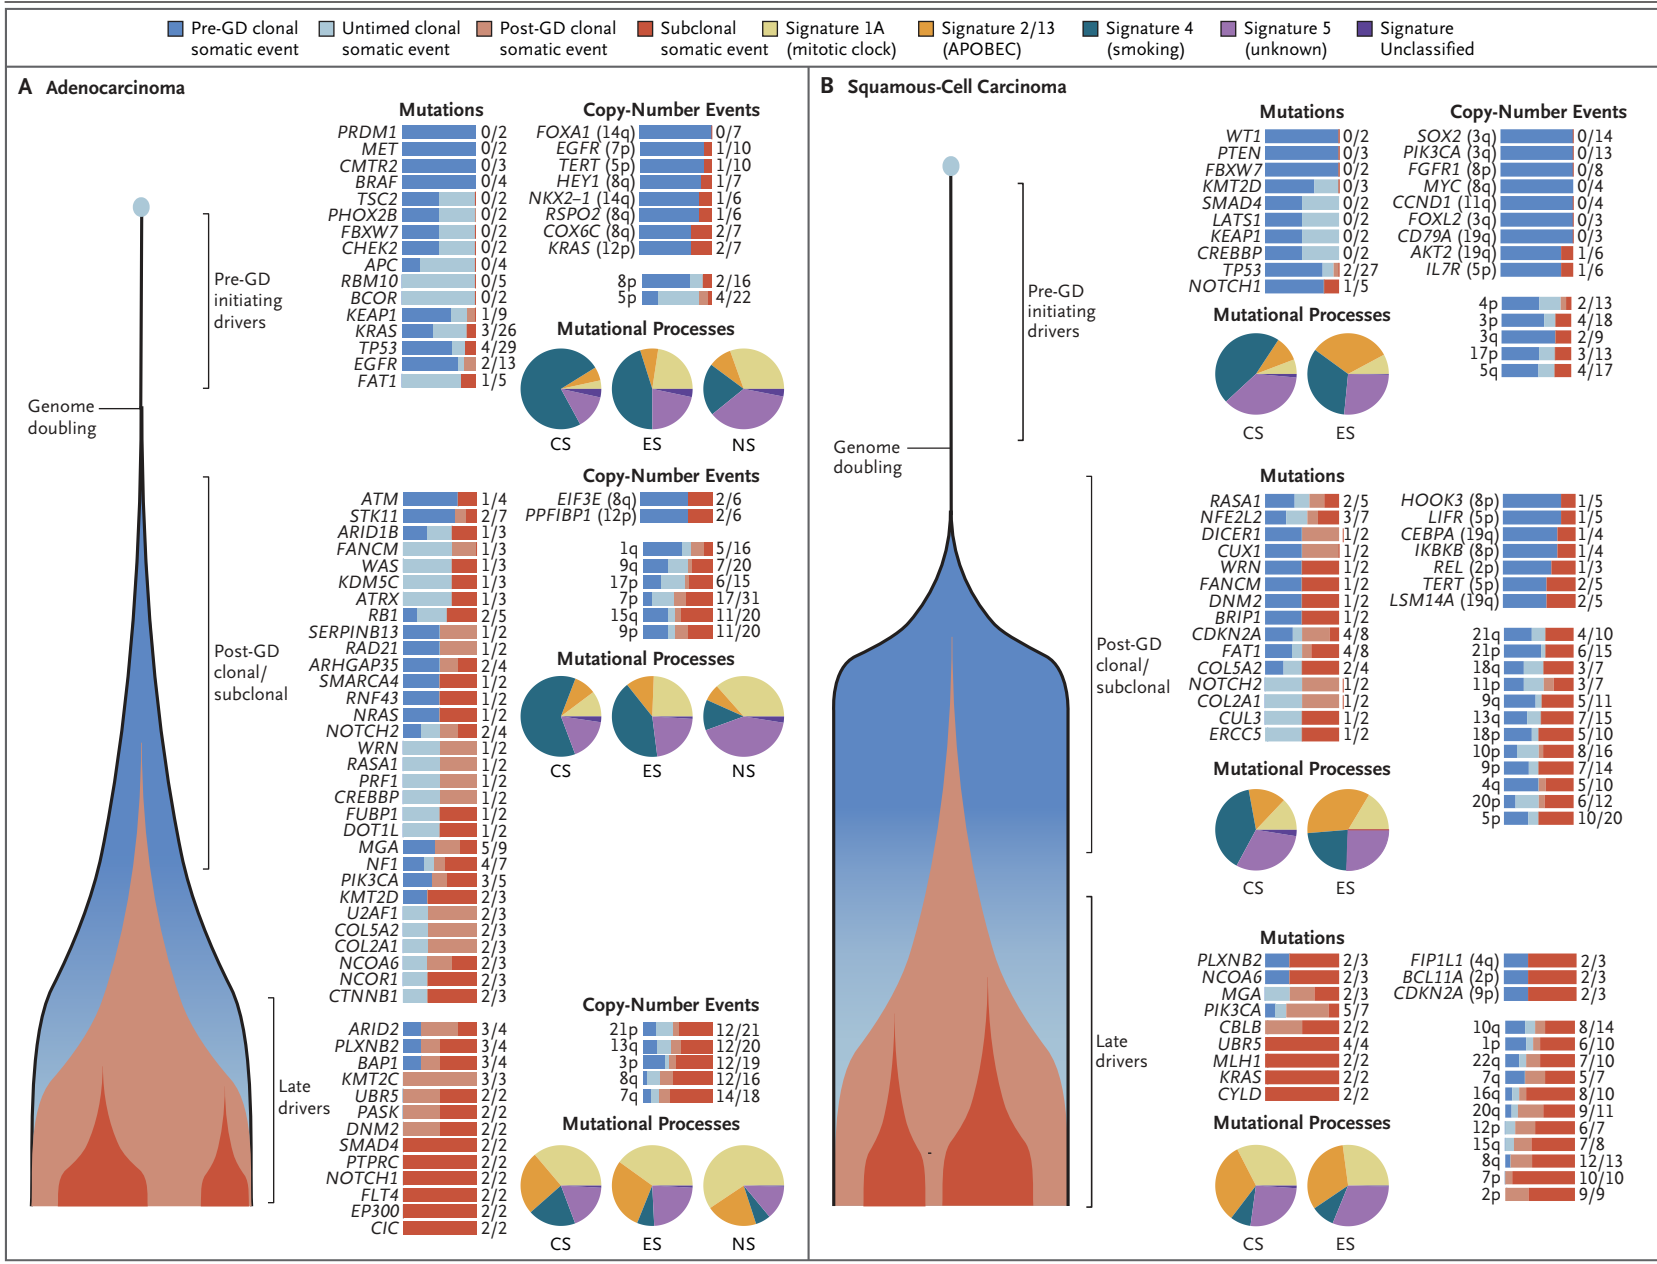 Pre-GD clonal somatic event
Untimed clonal somatic event
Post-GD clonal somatic event
Subclonal somatic event
Signature 1A (mitotic clock)
Signature 2/13 (APOBEC)
Signature 4 (smoking)
Signature 5 (unknown)
Signature Unclassified
A Adenocarcinoma
Pre-GD
initiating
drivers
Genome
doubling
Post-GD
clonal/
subclonal
Late
drivers
Mutations
PRDM1 0/2
MET 0/2
CMTR2 0/3
BRAF 0/4
TSC2 0/2
PHOX2B 0/2
FBXW7 0/2
CHEK2 0/2
APC 0/4
RBM10 0/5
BCOR 0/2
KEAP1 1/9
KRAS 3/26
TP53 4/29
EGFR 2/13
FAT1 1/5
Copy-Number Events
FOXA1 (14q) 0/7
EGFR (7p) 1/10
TERT (5p) 1/10
HEY1 (8q) 1/7
NKX2–1 (14q) 1/6
RSPO2 (8q) 1/6
COX6C (8q) 2/7
KRAS (12p) 2/7
8p 2/16
5p 4/22
Mutational Processes
CS ES NS
ATM 1/4
STK11 2/7
ARID1B 1/3
FANCM 1/3
WAS 1/3
KDM5C 1/3
ATRX 1/3
RB1 2/5
SERPINB13 1/2
RAD21 1/2
ARHGAP35 2/4
SMARCA4 1/2
RNF43 1/2
NRAS 1/2
NOTCH2 2/4
WRN 1/2
RASA1 1/2
PRF1 1/2
CREBBP 1/2
FUBP1 1/2
DOT1L 1/2
MGA 5/9
NF1 4/7
PIK3CA 3/5
KMT2D 2/3
U2AF1 2/3
COL5A2 2/3
COL2A1 2/3
NCOA6 2/3
NCOR1 2/3
CTNNB1 2/3
Copy-Number Events
EIF3E (8q) 2/6
PPFIBP1 (12p) 2/6
1q 5/16
9q 7/20
17p 6/15
7p 17/31
15q 11/20
9p 11/20
Mutational Processes
CS ES NS
ARID2 3/4
PLXNB2 3/4
BAP1 3/4
KMT2C 3/3
UBR5 2/2
PASK 2/2
DNM2 2/2
SMAD4 2/2
PTPRC 2/2
NOTCH1 2/2
FLT4 2/2
EP300 2/2
CIC 2/2
Copy-Number Events
21p 12/21
13q 12/20
3p 12/19
8q 12/16
7q 14/18
Mutational Processes
CS ES NS
B Squamous-Cell Carcinoma
Pre-GD
initiating
drivers
Genome
doubling
Post-GD
clonal/
subclonal
Late
drivers
Mutations
WT1 0/2
PTEN 0/3
FBXW7 0/2
KMT2D 0/3
SMAD4 0/2
LATS1 0/2
KEAP1 0/2
CREBBP 0/2
TP53 2/27
NOTCH1 1/5
Copy-Number Events
SOX2 (3q) 0/14
PIK3CA (3q) 0/13
FGFR1 (8p) 0/8
MYC (8q) 0/4
CCND1 (11q) 0/4
FOXL2 (3q) 0/3
CD79A (19q) 0/3
AKT2 (19q) 1/6
IL7R (5p) 1/6
4p 2/13
3p 4/18
3q 2/9
17p 3/13
5q 4/17
Mutational Processes
CS ES
Mutations
RASA1 2/5
NFE2L2 3/7
DICER1 1/2
CUX1 1/2
WRN 1/2
FANCM 1/2
DNM2 1/2
BRIP1 1/2
CDKN2A 4/8
FAT1 4/8
COL5A2 2/4
NOTCH2 1/2
COL2A1 1/2
CUL3 1/2
ERCC5 1/2
HOOK3 (8p) 1/5
LIFR (5p) 1/5
CEBPA (19q) 1/4
IKBKB (8p) 1/4
REL (2p) 1/3
TERT (5p) 2/5
LSM14A (19q) 2/5
21q 4/10
21p 6/15
18q 3/7
11p 3/7
9q 5/11
13q 7/15
18p 5/10
10p 8/16
9p 7/14
4q 5/10
20p 6/12
5p 10/20
Mutational Processes
CS ES
Mutations
PLXNB2 2/3
NCOA6 2/3
MGA 2/3
PIK3CA 5/7
CBLB 2/2
UBR5 4/4
MLH1 2/2
KRAS 2/2
CYLD 2/2
FIP1L1 (4q) 2/3
BCL11A (2p) 2/3
CDKN2A (9p) 2/3
10q 8/14
1p 6/10
22q 7/10
7q 5/7
16q 8/10
20q 9/11
12p 6/7
15q 7/8
8q 12/13
7p 10/10
2p 9/9
Mutational Processes
CS ES